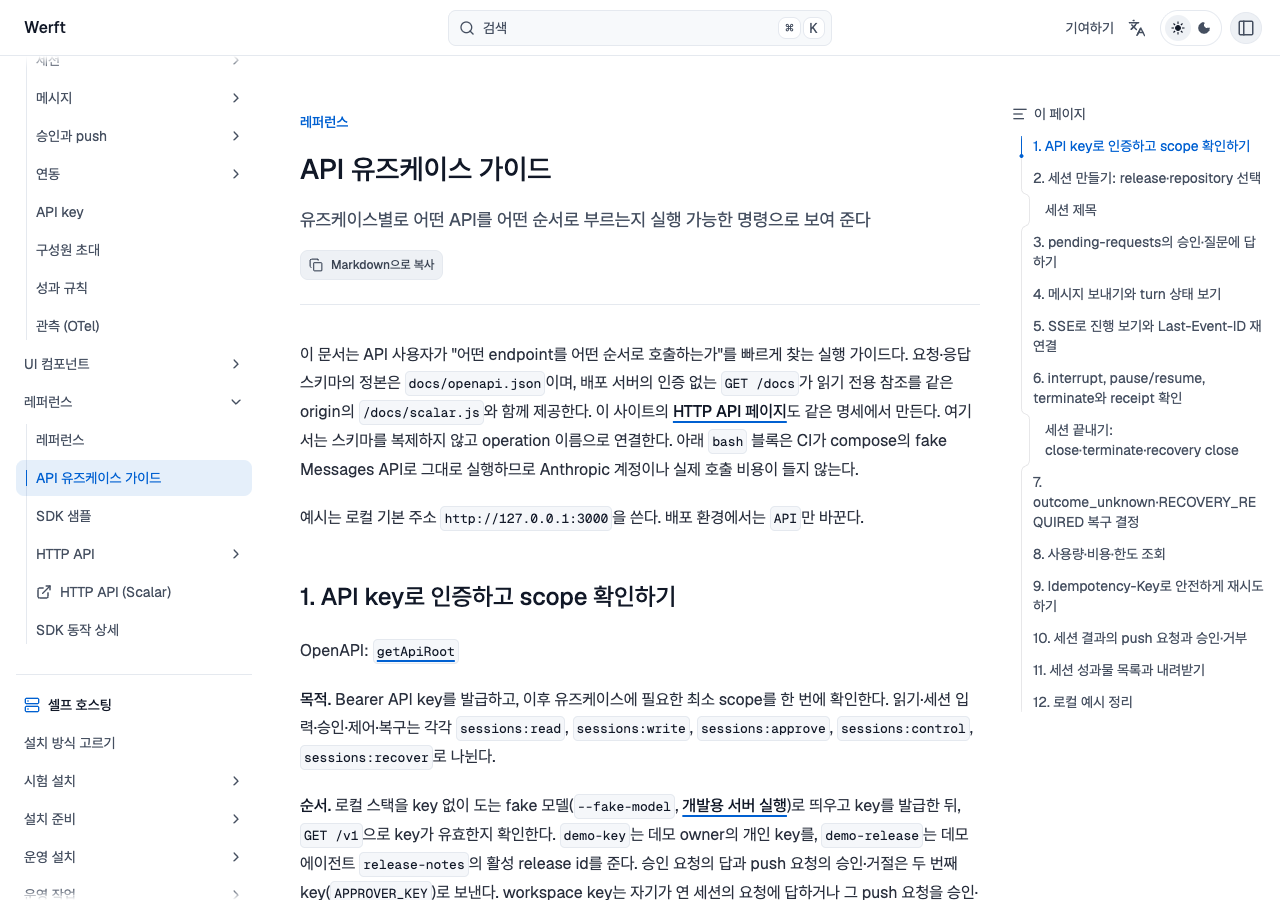 Werft
검색
⌘ K
기여하기
메시지
승인과 push
연동
API key
구성원 초대
성과 규칙
관측 (OTel)
UI 컴포넌트
레퍼런스
레퍼런스
API 유즈케이스 가이드
SDK 샘플
HTTP API
HTTP API (Scalar)
SDK 동작 상세
셀프 호스팅
설치 방식 고르기
시험 설치
설치 준비
운영 설치
운영 작업
레퍼런스
API 유즈케이스 가이드
유즈케이스별로 어떤 API를 어떤 순서로 부르는지 실행 가능한 명령으로 보여 준다
Markdown으로 복사
이 문서는 API 사용자가 "어떤 endpoint를 어떤 순서로 호출하는가"를 빠르게 찾는 실행 가이드다. 요청·응답
스키마의 정본은 docs/openapi.json이며, 배포 서버의 인증 없는 GET /docs가 읽기 전용 참조를 같은
origin의 /docs/scalar.js와 함께 제공한다. 이 사이트의 HTTP API 페이지도 같은 명세에서 만든다. 여기
서는 스키마를 복제하지 않고 operation 이름으로 연결한다. 아래 bash 블록은 CI가 compose의 fake
Messages API로 그대로 실행하므로 Anthropic 계정이나 실제 호출 비용이 들지 않는다.
예시는 로컬 기본 주소 http://127.0.0.1:3000을 쓴다. 배포 환경에서는 API만 바꾼다.
1. API key로 인증하고 scope 확인하기
OpenAPI: getApiRoot
목적. Bearer API key를 발급하고, 이후 유즈케이스에 필요한 최소 scope를 한 번에 확인한다. 읽기·세션 입
력·승인·제어·복구는 각각 sessions:read, sessions:write, sessions:approve, sessions:control,
sessions:recover로 나뉜다.
순서. 로컬 스택을 key 없이 도는 fake 모델(--fake-model, 개발용 서버 실행)로 띄우고 key를 발급한 뒤,
GET /v1으로 key가 유효한지 확인한다. demo-key는 데모 owner의 개인 key를, demo-release는 데모
에이전트 release-notes의 활성 release id를 준다. 승인 요청의 답과 push 요청의 승인·거절은 두 번째
key(APPROVER_KEY)로 보낸다. workspace key는 자기가 연 세션의 요청에 답하거나 그 push 요청을 승인·
이 페이지
1. API key로 인증하고 scope 확인하기
2. 세션 만들기: release·repository 선택
세션 제목
3. pending-requests의 승인·질문에 답
하기
4. 메시지 보내기와 turn 상태 보기
5. SSE로 진행 보기와 Last-Event-ID 재
연결
6. interrupt, pause/resume,
terminate와 receipt 확인
세션 끝내기:
close·terminate·recovery close
7.
outcome_unknown·RECOVERY_RE
QUIRED 복구 결정
8. 사용량·비용·한도 조회
9. Idempotency-Key로 안전하게 재시도
하기
10. 세션 결과의 push 요청과 승인·거부
11. 세션 성과물 목록과 내려받기
12. 로컬 예시 정리